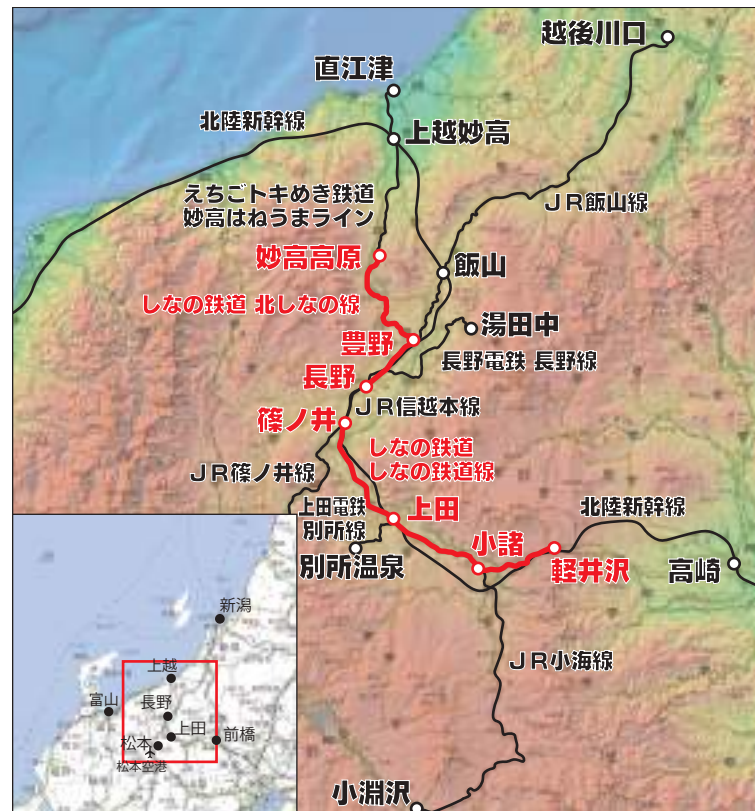 越後川口
直江津
北陸新幹線
上越妙高
えちごトキめき鉄道
妙高はねうまライン
JR飯山線
妙高高原
飯山
しなの鉄道 北しなの線
湯田中
豊野
長野電鉄 長野線
長野
JR信越本線
篠ノ井
しなの鉄道
しなの鉄道線
JR篠ノ井線
上田電鉄
別所線
上田
北陸新幹線
小諸
別所温泉
軽井沢
高崎
JR小海線
小淵沢
新潟
上越
富山
長野
上田
前橋
松本
松本空港